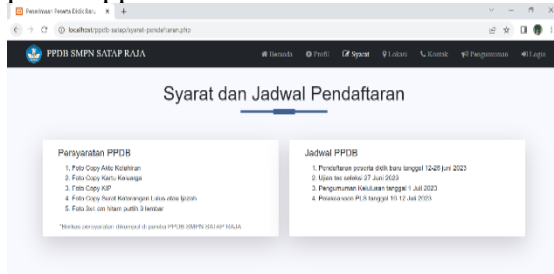 Penerimaan Peserta Didik Baru
localhost/ppdb-satap/syarat-pendaftaran.php
PPDB SMPN SATAP RAJA
Beranda
Profil
Syarat
Lokasi
Kontak
Pengumuman
Login
Syarat dan Jadwal Pendaftaran
Persyaratan PPDB
1. Foto Copy Akte Kelahiran
2. Foto Copy Kartu Keluarga
3. Foto Copy KIP
4. Foto Copy Surat Keterangan Lulus atau Ijazah
5. Foto 3x4 cm hitam putih 3 lembar
*Berkas persyaratan dikumpul di panitia PPDB SMPN SATAP RAJA
Jadwal PPDB
1. Pendaftaran peserta didik baru tanggal 12-26 juni 2023
2. Ujian tes seleksi 27 Juni 2023
3. Pengumuman Kelulusan tanggal 1 Juli 2023
4. Pelaksanaan PLS tanggal 10-12 Juli 2023